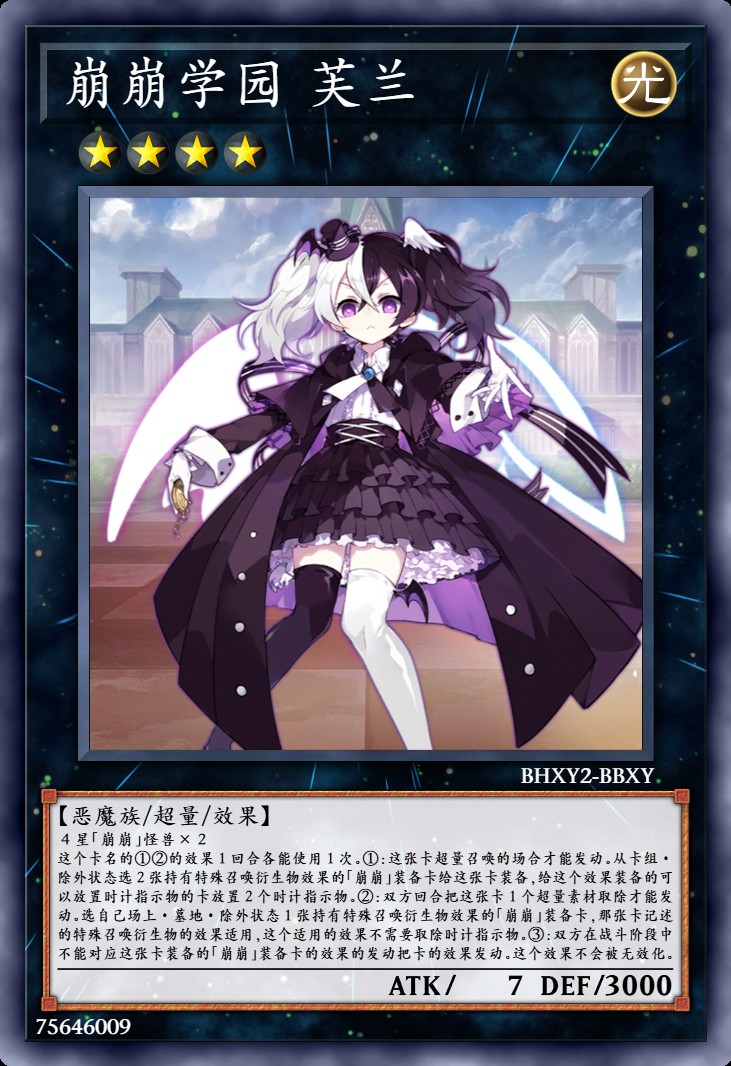 崩崩学园 芙兰
光
BHXY2-BBXY
【恶魔族/超量/效果】
4星「崩崩」怪兽×2
这个卡名的①②的效果1回合各能使用1次。①:这张卡超量召唤的场合才能发动。从卡组·
除外状态选2张持有特殊召唤衍生物效果的「崩崩」装备卡给这张卡装备,给这个效果装备的可
以放置时计指示物的卡放置2个时计指示物。②:双方回合把这张卡1个超量素材取除才能发
动。选自己场上·墓地·除外状态1张持有特殊召唤衍生物效果的「崩崩」装备卡,那张卡记述
的特殊召唤衍生物的效果适用,这个适用的效果不需要取除时计指示物。③:双方在战斗阶段中
不能对应这张卡装备的「崩崩」装备卡的效果的发动把卡的效果发动。这个效果不会被无效化。
ATK/ 7 DEF/3000
75646009